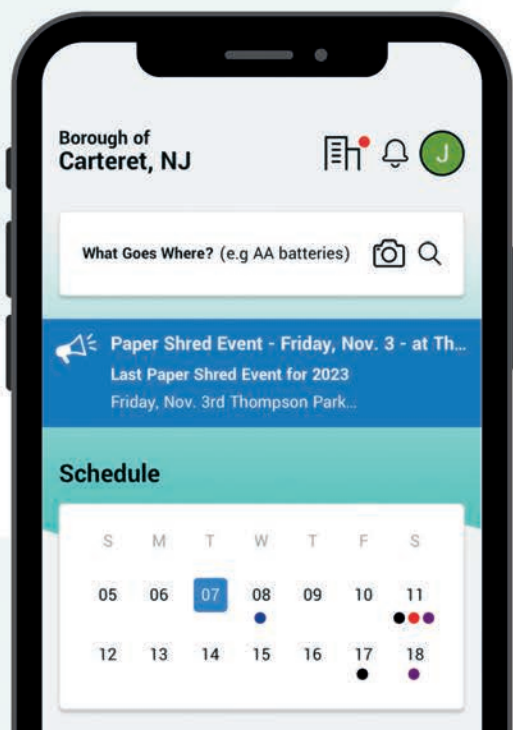 Borough of
Carteret, NJ
J
What Goes Where? (e.g AA batteries)
Paper Shred Event - Friday, Nov. 3 - at Th...
Last Paper Shred Event for 2023
Friday, Nov. 3rd Thompson Park...
Schedule
S M T W T F S
05 06 07 08 09 10 11
12 13 14 15 16 17 18